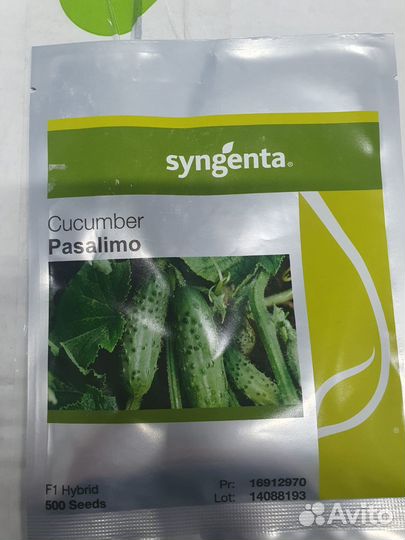 syngenta®
Cucumber
Pasalimo
F1 Hybrid
500 Seeds
Pr: 16912970
Lot: 14088193
Avito